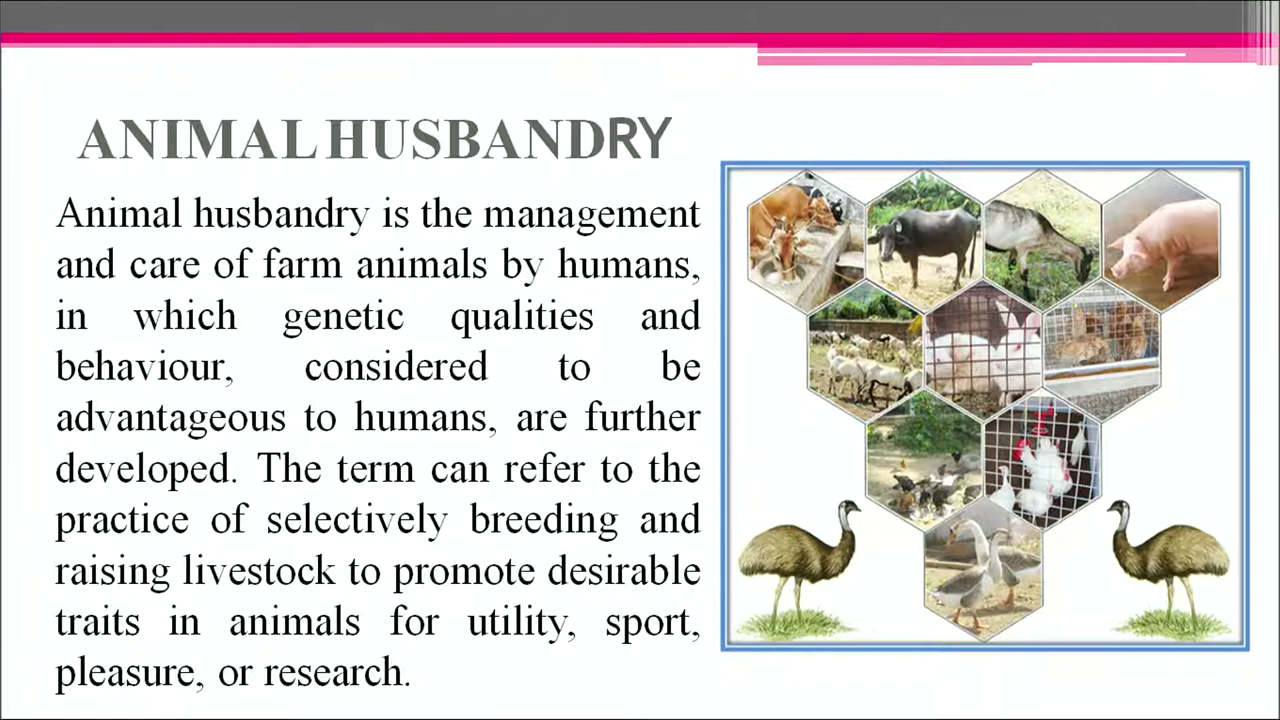 ANIMAL HUSBANDRY
Animal husbandry is the management
and care of farm animals by humans,
in which genetic qualities and
behaviour, considered to be
advantageous to humans, are further
developed. The term can refer to the
practice of selectively breeding and
raising livestock to promote desirable
traits in animals for utility, sport,
pleasure, or research.